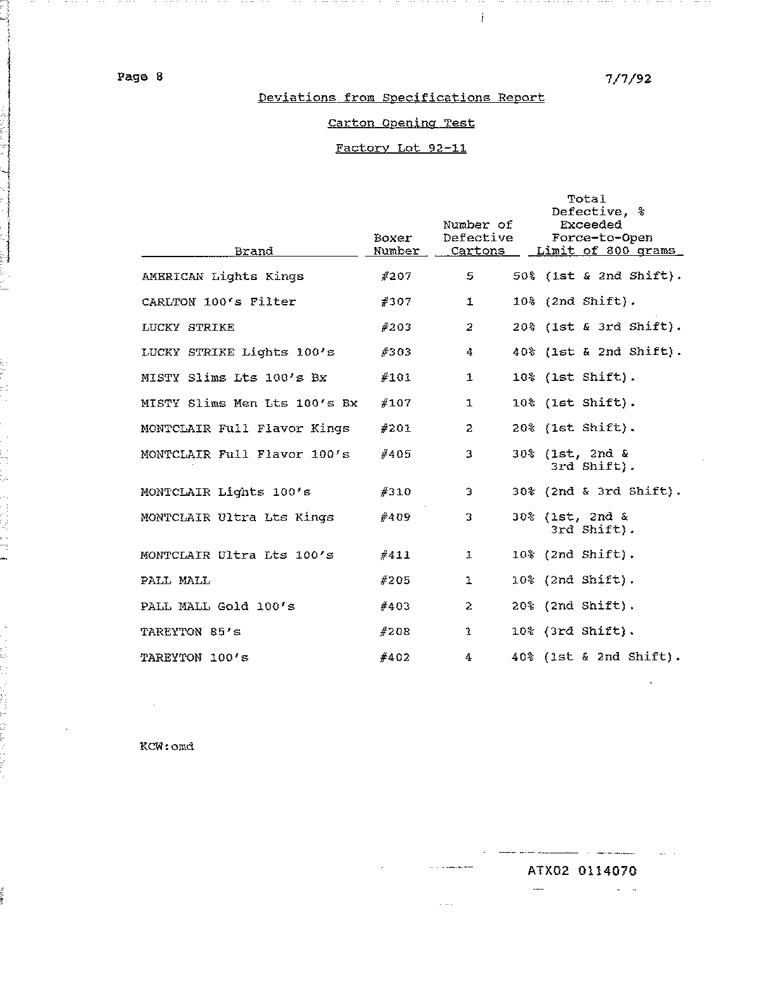 Page 8 7/7/92
Deviations from Specifications Report
Carton Opening Test
Factory Lot 92-11
Total
Defective, %
Number of Exceeded
Boxer Defective Force-to-Open
Brand Number Cartons Limit of 800 grams
AMERICAN Lights Kings #207 5 50% (1st & 2nd Shift).
CARLTON 100's Filter #307 1 10% (2nd Shift).
LUCKY STRIKE #203 2 20% (1st & 3rd Shift).
LUCKY STRIKE Lights 100's #303 4 40% (1st & 2nd Shift).
MISTY Slims Lts 100's Bx #101 1 10% (1st Shift).
MISTY Slims Men Lts 100's Bx #107 1 10% (1st Shift).
MONTCLAIR Full Flavor Kings #201 2 20% (1st Shift).
MONTCLAIR Full Flavor 100's #405 3 30% (1st, 2nd &
3rd Shift).
MONTCLAIR Lights 100's #310 3 30% (2nd & 3rd Shift).
MONTCLAIR Ultra Lts Kings #409 3 30% (1st, 2nd &
3rd Shift).
MONTCLAIR Ultra Lts 100's #411 1 10% (2nd Shift).
PALL MALL #205 1 10% (2nd Shift).
PALL MALL Gold 100's #403 2 20% (2nd Shift).
TAREYTON 85's #208 1 10% (3rd Shift).
TAREYTON 100's #402 4 40% (1st & 2nd Shift).
KCW:omd
ATX02 0114070